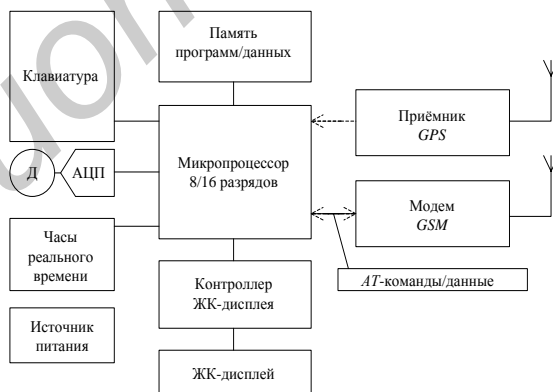 Память
программ/данных
Клавиатура
Приёмник
GPS
Микропроцессор
8/16 разрядов
Д
АЦП
Модем
GSM
Часы
реального
времени
Контроллер
ЖК-дисплея
AT-команды/данные
Источник
питания
ЖК-дисплей